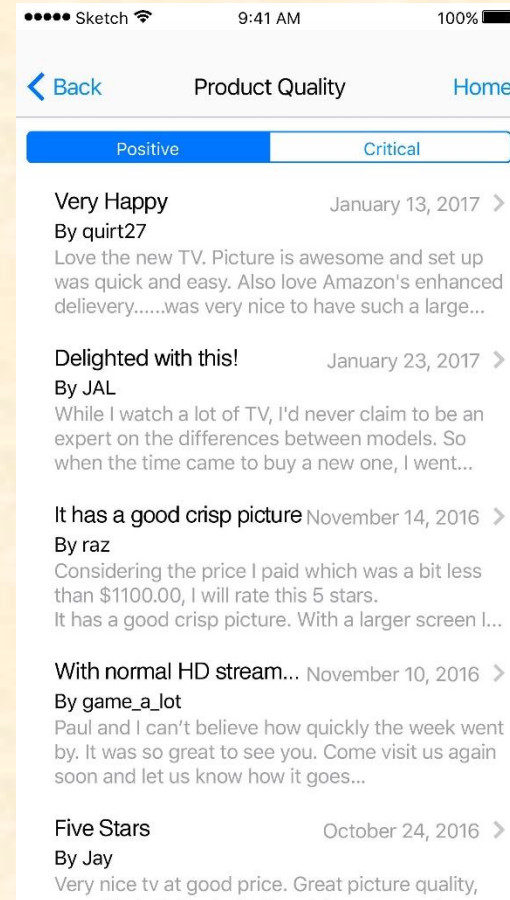 Sketch 9:41 AM 100%
Back Product Quality Home
Positive Critical
Very Happy January 13, 2017
By quirt27
Love the new TV. Picture is awesome and set up
was quick and easy. Also love Amazon's enhanced
delievery......was very nice to have such a large...
Delighted with this! January 23, 2017
By JAL
While I watch a lot of TV, I'd never claim to be an
expert on the differences between models. So
when the time came to buy a new one, I went...
It has a good crisp picture November 14, 2016
By raz
Considering the price I paid which was a bit less
than $1100.00, I will rate this 5 stars.
It has a good crisp picture. With a larger screen I...
With normal HD stream... November 10, 2016
By game_a_lot
Paul and I can’t believe how quickly the week went
by. It was so great to see you. Come visit us again
soon and let us know how it goes...
Five Stars October 24, 2016
By Jay
Very nice tv at good price. Great picture quality,